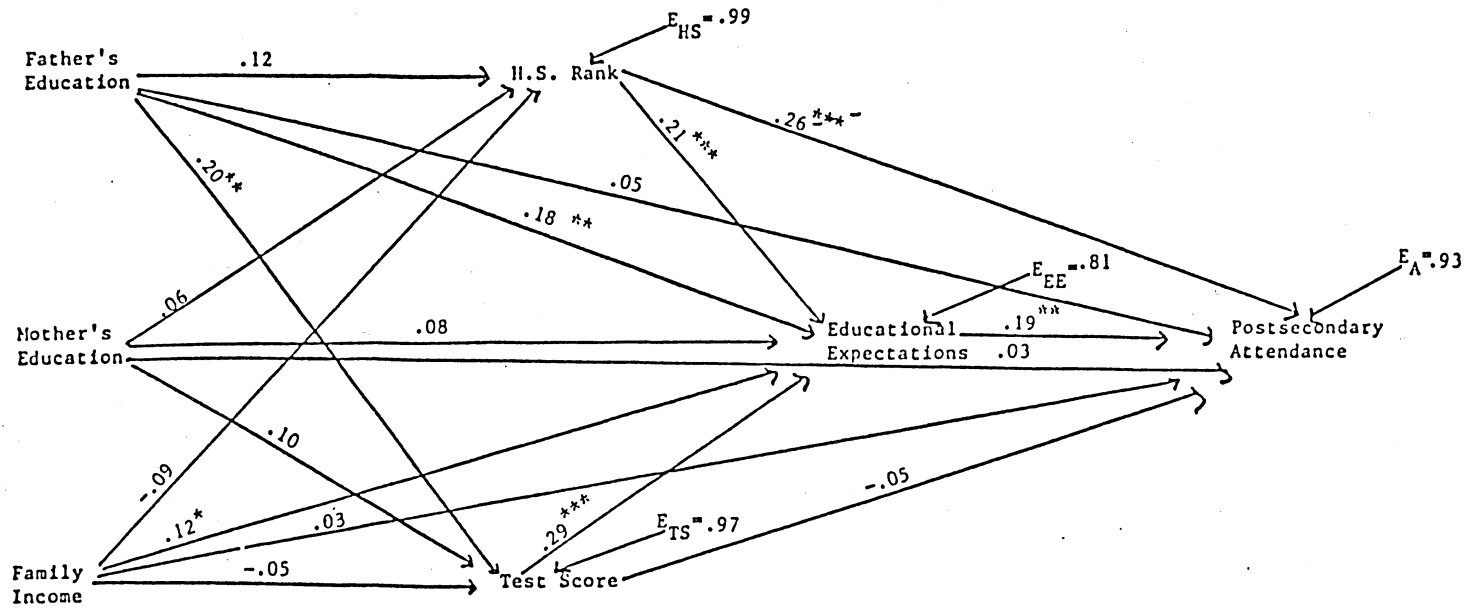 E_HS=.99
Father's
Education
.12
H.S. Rank
.26***-
.21***
.20**
.05
.18 **
E_A=.93
E_EE=.81
.06
Mother's
Education
.08
Educational
Expectations
.19**
.03
Postsecondary
Attendance
.10
-.09
-.05
.12*
.03
.29***
E_TS=.97
Family
Income
-.05
Test Score